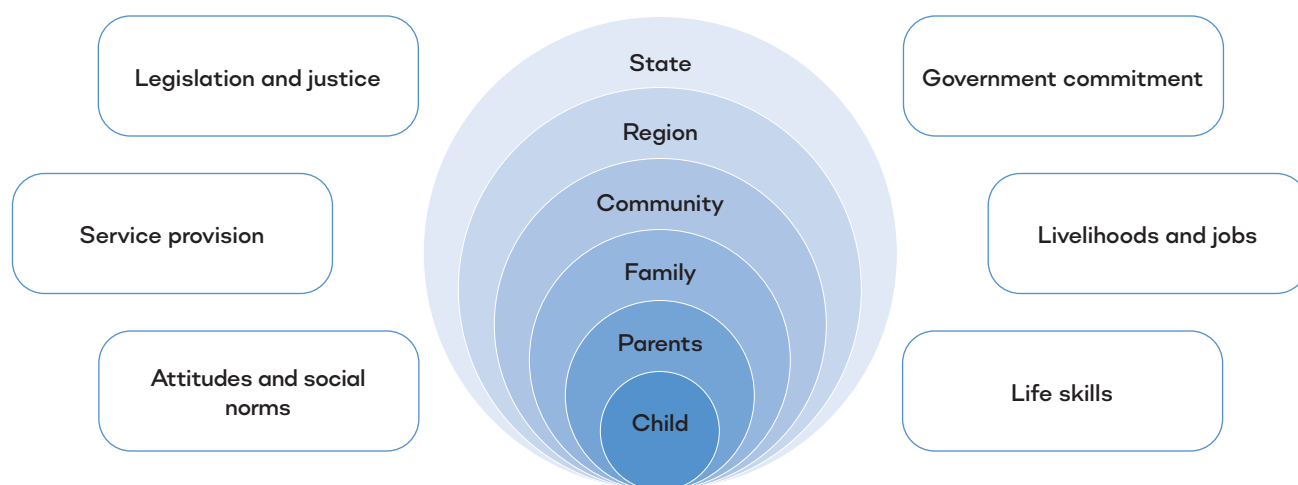 State
Legislation and justice
Government commitment
Region
Community
Service provision
Livelihoods and jobs
Family
Parents
Attitudes and social
norms
Life skills
Child